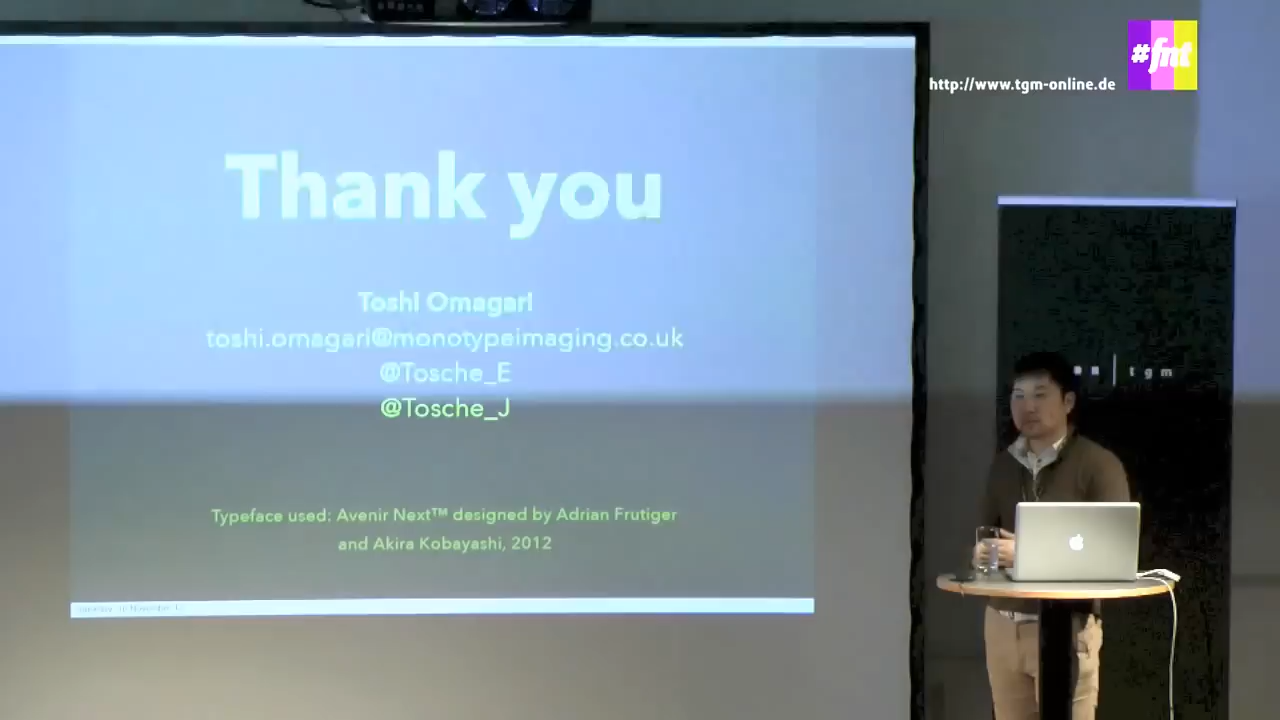 #fnt
http://www.tgm-online.de
Thank you
Toshi Omagari
toshi.omagari@monotypeimaging.co.uk
@Tosche_E
@Tosche_J
Typeface used: Avenir Next™ designed by Adrian Frutiger
and Akira Kobayashi, 2012
tgm